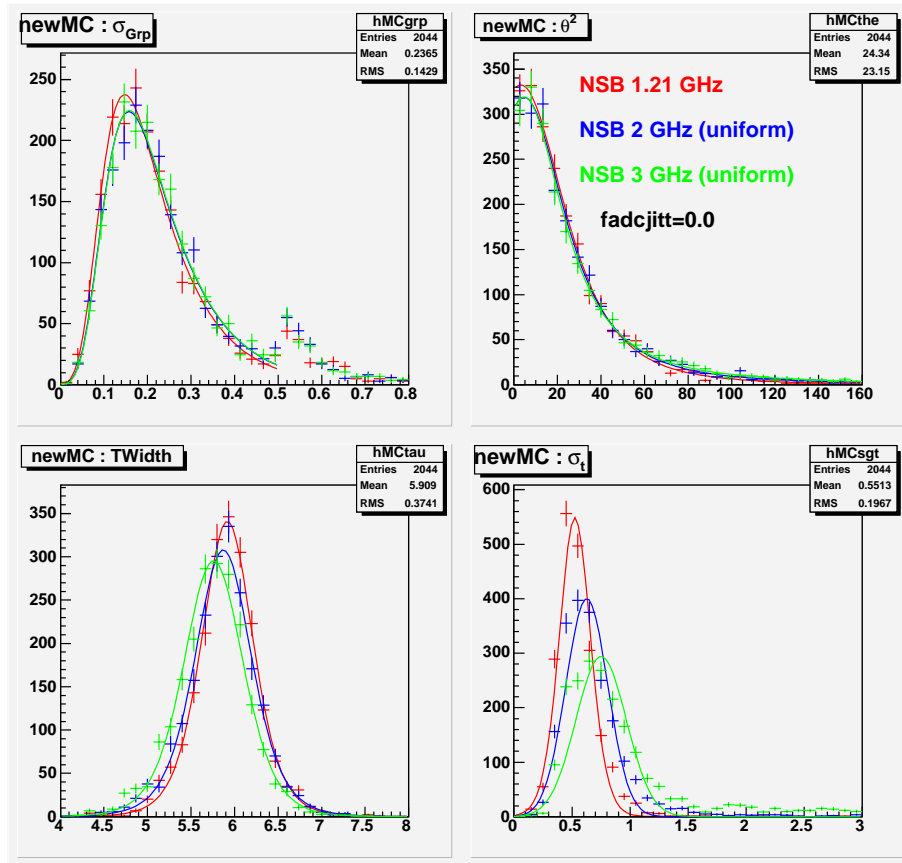 newMC : σGrp
hMCgrp
Entries 2044
Mean 0.2365
RMS 0.1429
250
200
150
100
50
0
0 0.1 0.2 0.3 0.4 0.5 0.6 0.7 0.8
newMC : θ²
hMCthe
Entries 2044
Mean 24.34
RMS 23.15
NSB 1.21 GHz
NSB 2 GHz (uniform)
NSB 3 GHz (uniform)
fadcjitt=0.0
350
300
250
200
150
100
50
0
0 20 40 60 80 100 120 140 160
newMC : TWidth
hMCtau
Entries 2044
Mean 5.909
RMS 0.3741
350
300
250
200
150
100
50
0
4 4.5 5 5.5 6 6.5 7 7.5 8
newMC : σt
hMCsgt
Entries 2044
Mean 0.5513
RMS 0.1967
600
500
400
300
200
100
0
0 0.5 1 1.5 2 2.5 3